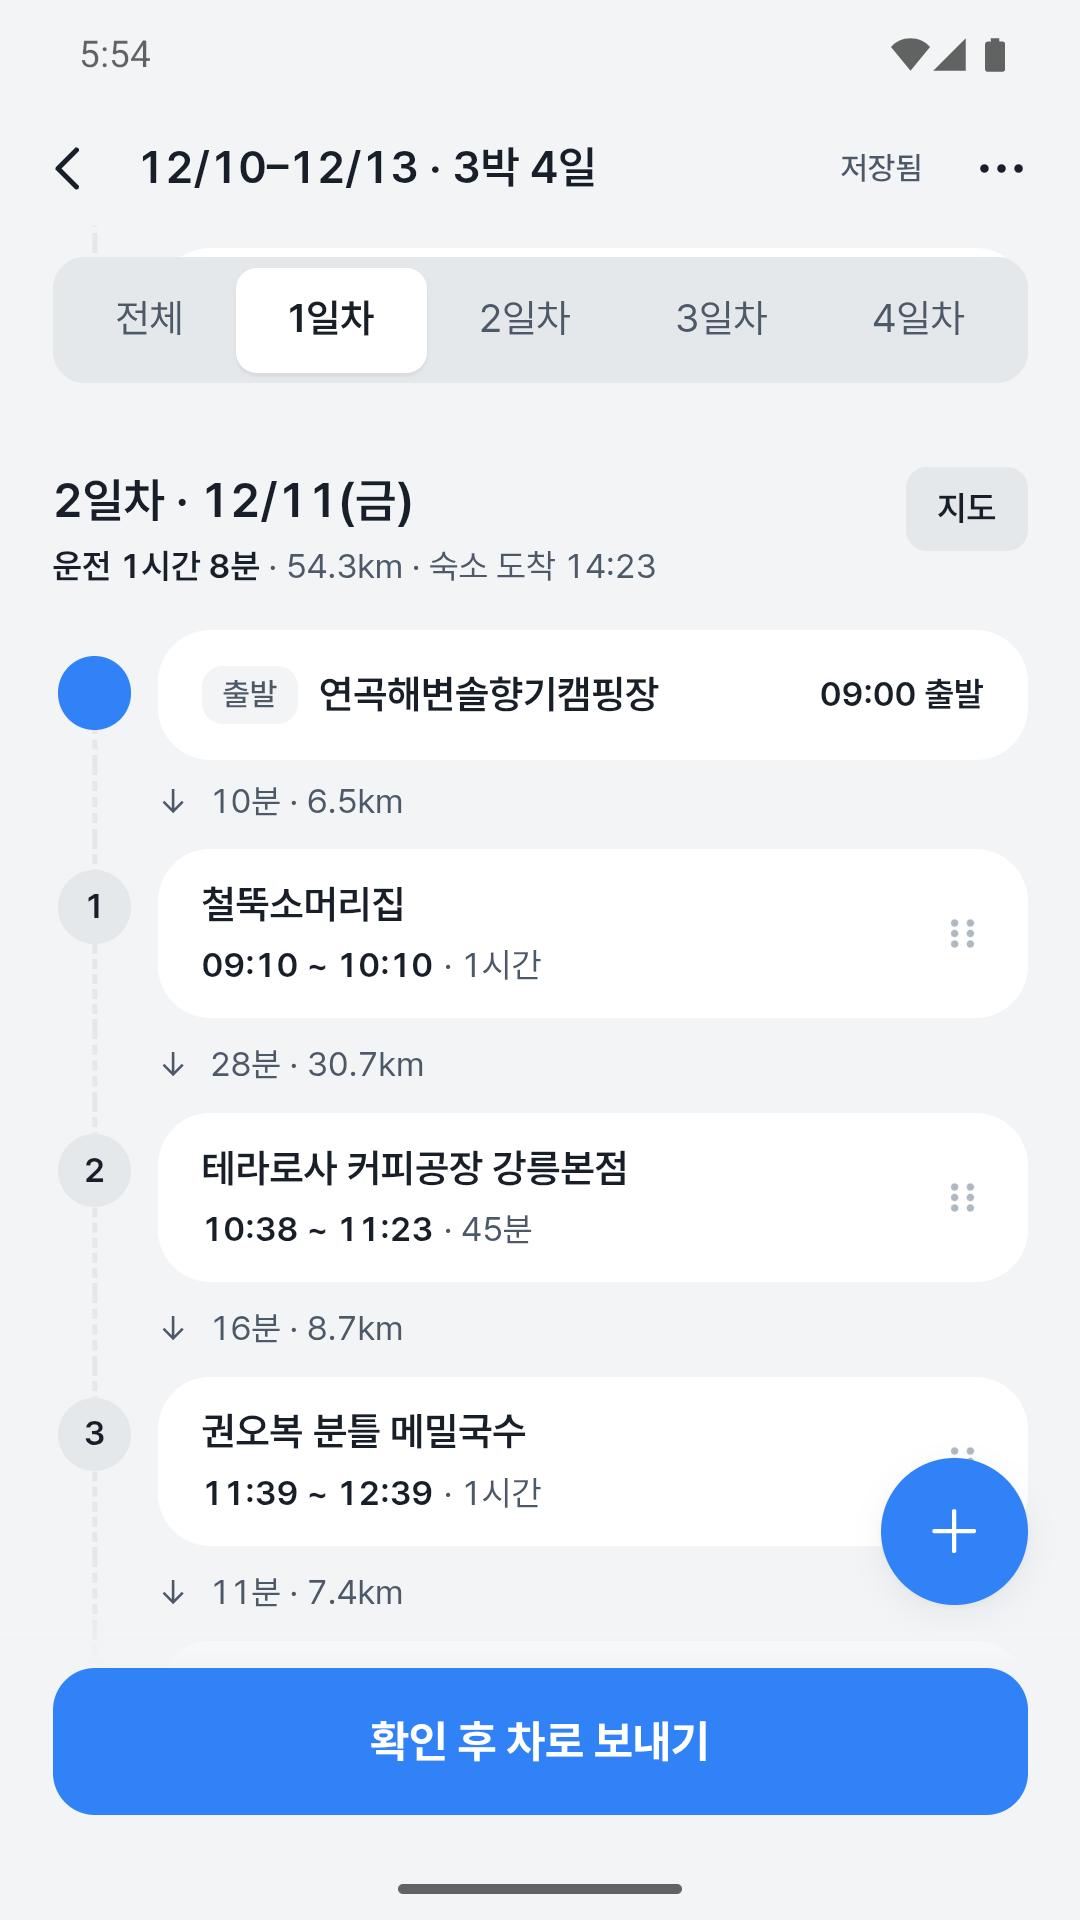 5:54
12/10–12/13 · 3박 4일
저장됨
전체
1일차
2일차
3일차
4일차
2일차 · 12/11(금)
지도
운전 1시간 8분 · 54.3km · 숙소 도착 14:23
출발 연곡해변솔향기캠핑장 09:00 출발
↓ 10분 · 6.5km
1 철뚝소머리집
09:10 ~ 10:10 · 1시간
↓ 28분 · 30.7km
2 테라로사 커피공장 강릉본점
10:38 ~ 11:23 · 45분
↓ 16분 · 8.7km
3 권오복 분틀 메밀국수
11:39 ~ 12:39 · 1시간
↓ 11분 · 7.4km
확인 후 차로 보내기